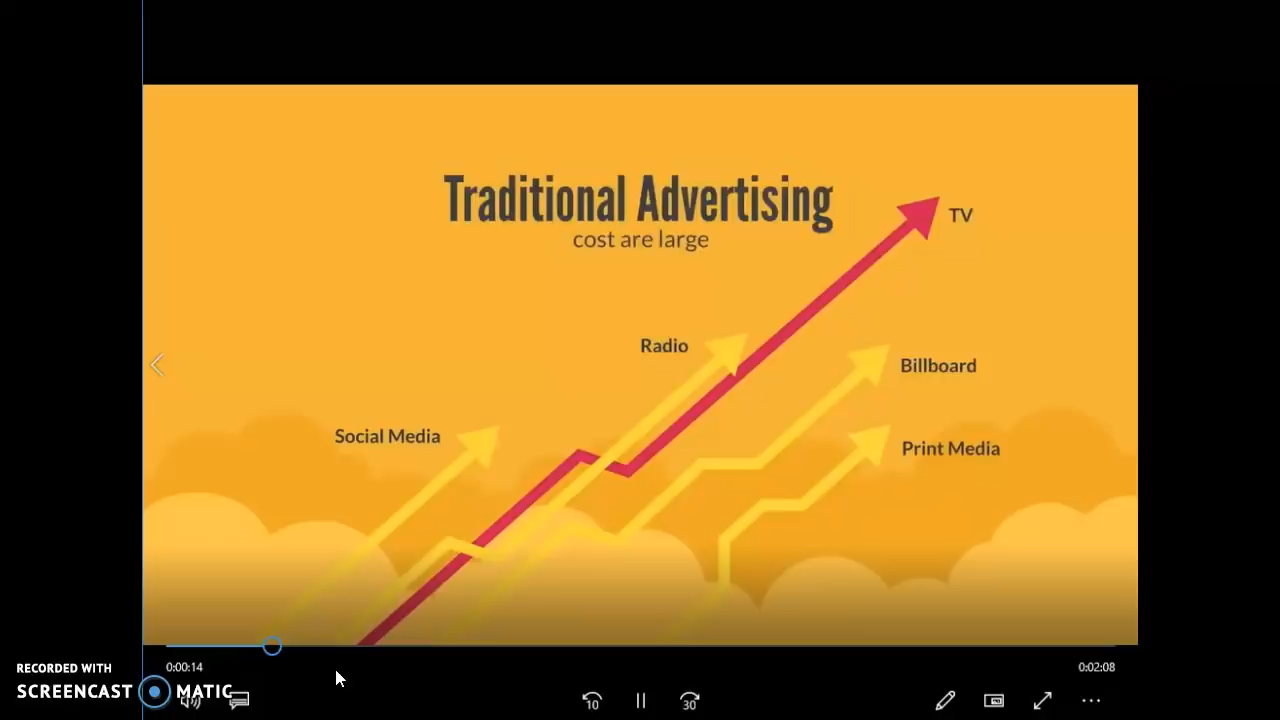 Traditional Advertising
cost are large
TV
Radio
Billboard
Social Media
Print Media
0:00:14
0:02:08
RECORDED WITH
SCREENCAST MATIC
10
30